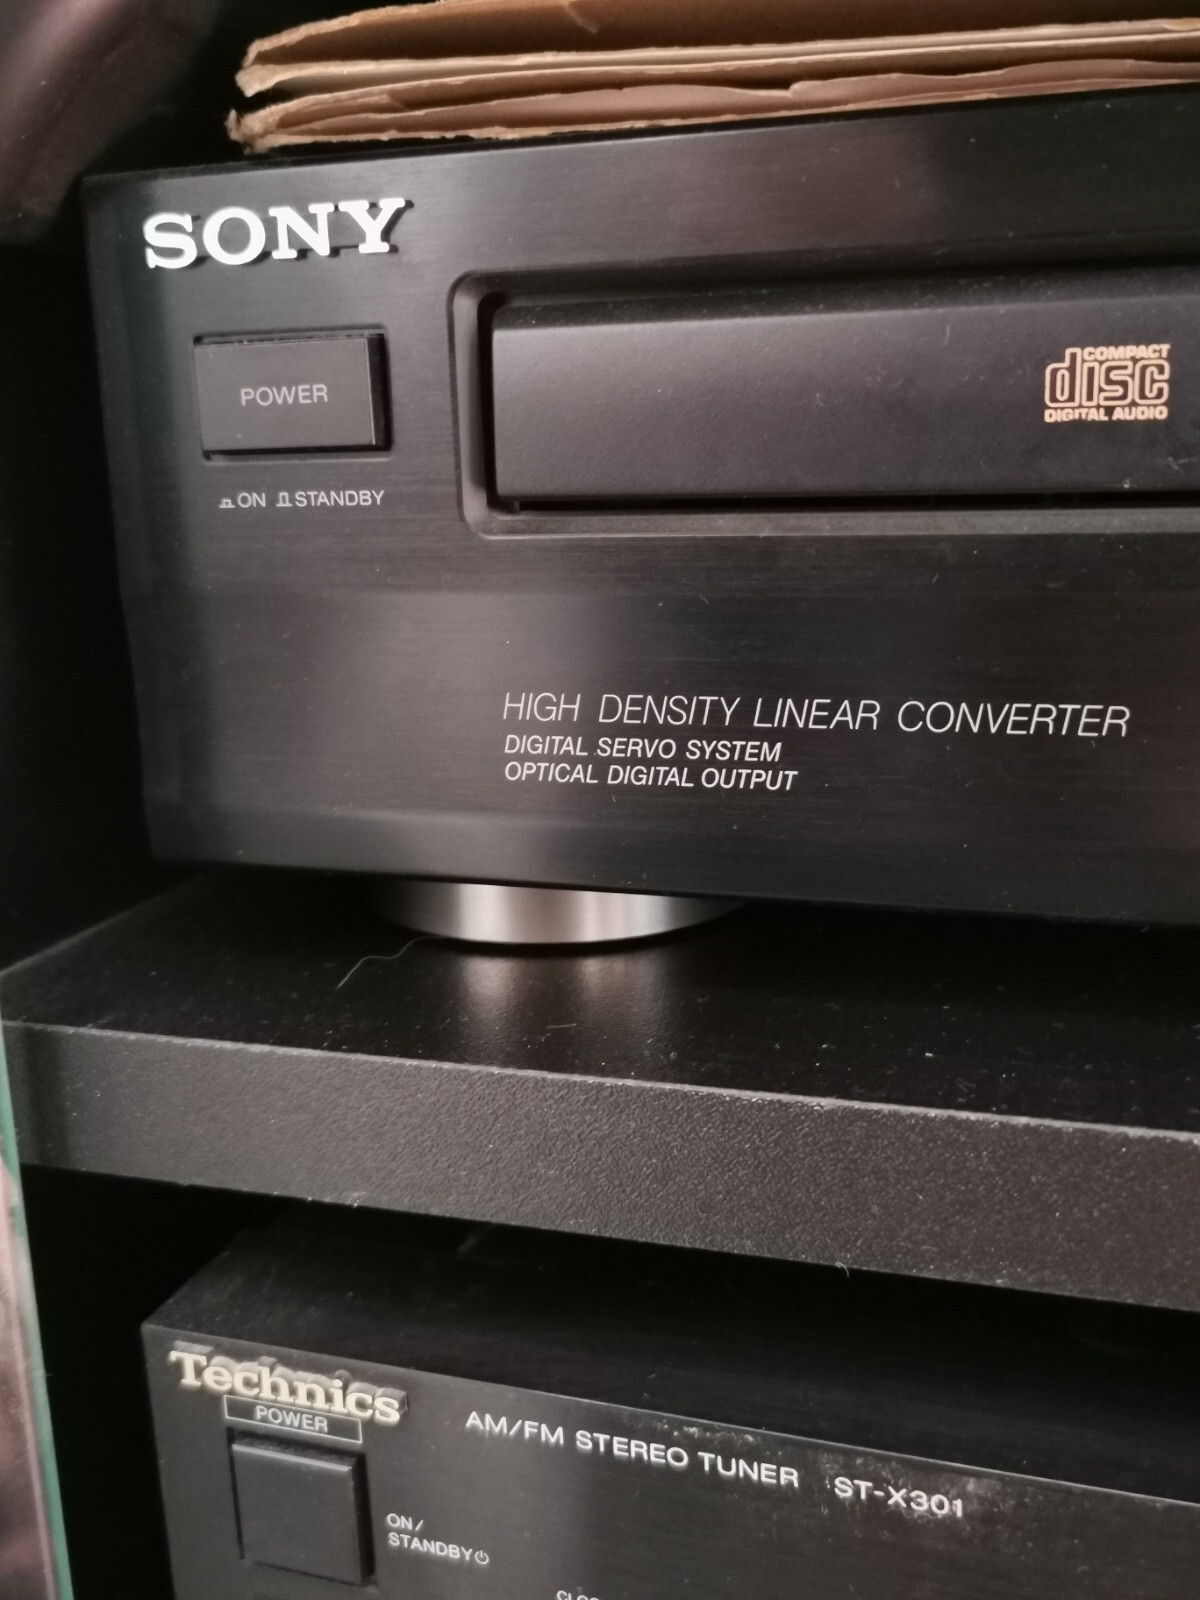 SONY
POWER
ON STANDBY
COMPACT
disc
DIGITAL AUDIO
HIGH DENSITY LINEAR CONVERTER
DIGITAL SERVO SYSTEM
OPTICAL DIGITAL OUTPUT
Technics
POWER
AM/FM STEREO TUNER ST-X301
ON/
STANDBY